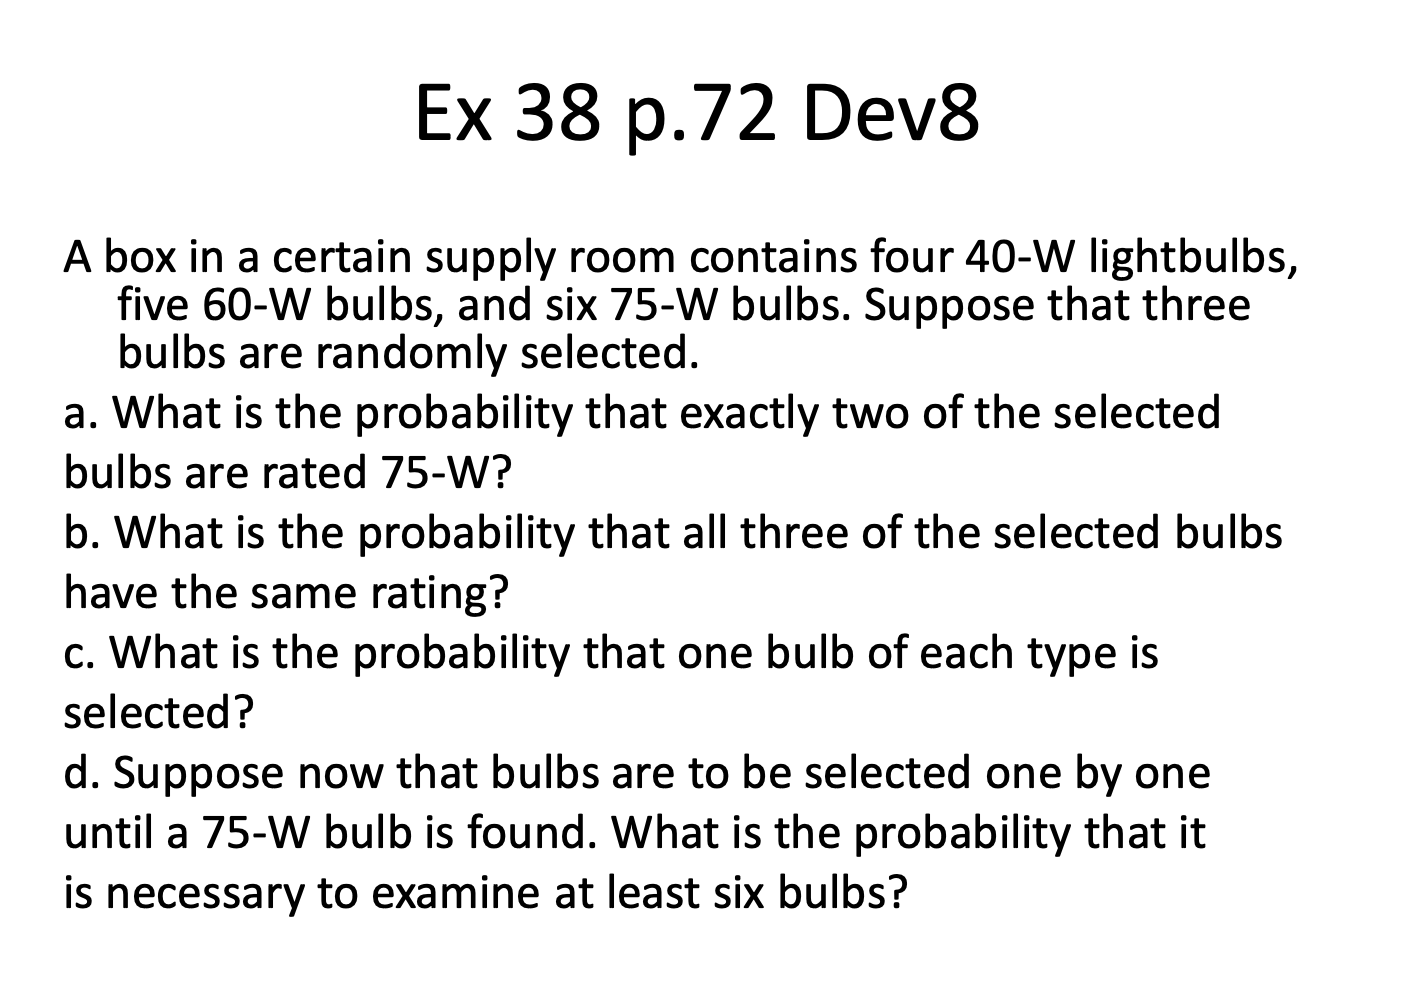 Ex 38 p.72 Dev8
A box in a certain supply room contains four 40-W lightbulbs,
five 60-W bulbs, and six 75-W bulbs. Suppose that three
bulbs are randomly selected.
a. What is the probability that exactly two of the selected
bulbs are rated 75-W?
b. What is the probability that all three of the selected bulbs
have the same rating?
c. What is the probability that one bulb of each type is
selected?
d. Suppose now that bulbs are to be selected one by one
until a 75-W bulb is found. What is the probability that it
is necessary to examine at least six bulbs?